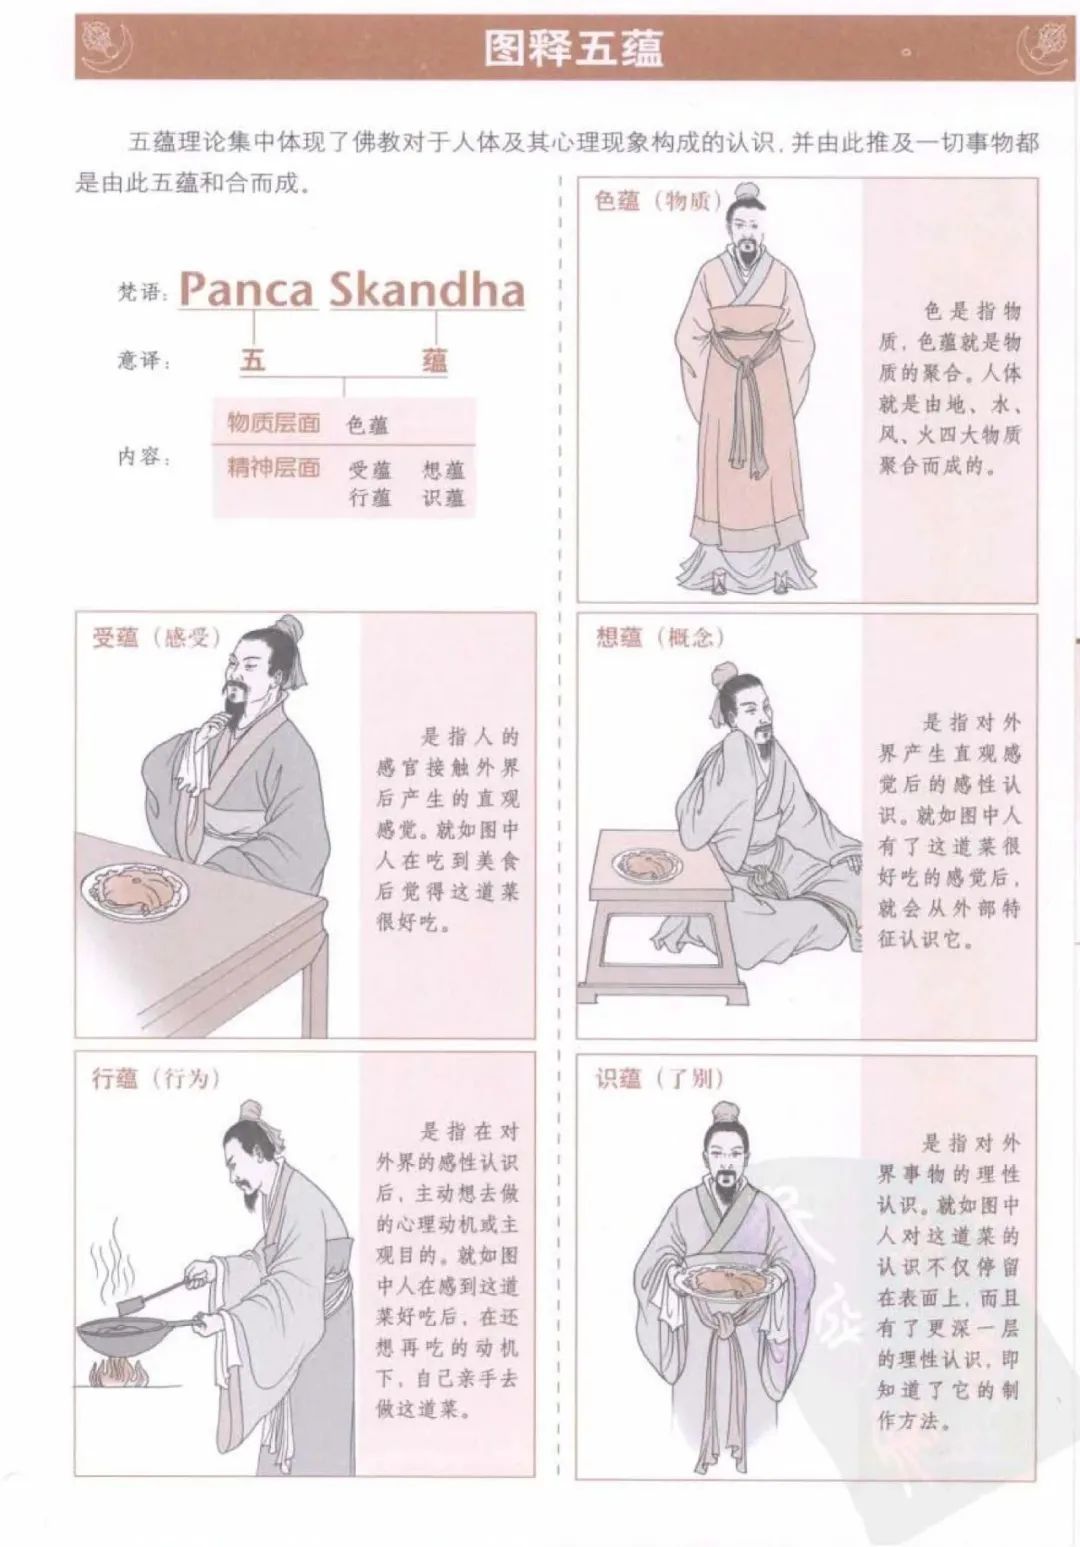 图释五蕴
五蕴理论集中体现了佛教对于人体及其心理现象构成的认识，并由此推及一切事物都
是由此五蕴和合而成。
梵语：Panca Skandha
意译：五 蕴
内容：
物质层面 色蕴
精神层面 受蕴 想蕴
行蕴 识蕴
色蕴（物质）
色是指物
质，色蕴就是物
质的聚合。人体
就是由地、水、
风、火四大物质
聚合而成的。
受蕴（感受）
是指人的
感官接触外界
后产生的直观
感觉。就如图中
人在吃到美食
后觉得这道菜
很好吃。
想蕴（概念）
是指对外
界产生直观感
觉后的感性认
识。就如图中人
有了这道菜很
好吃的感觉后，
就会从外部特
征认识它。
行蕴（行为）
是指在对
外界的感性认识
后，主动想去做
的心理动机或主
观目的。就如图
中人在感到这道
菜好吃后，在还
想再吃的动机
下，自己亲手去
做这道菜。
识蕴（了别）
是指对外
界事物的理性
认识。就如图中
人对这道菜的
认识不仅停留
在表面上，而且
有了更深一层
的理性认识，即
知道了它的制
作方法。